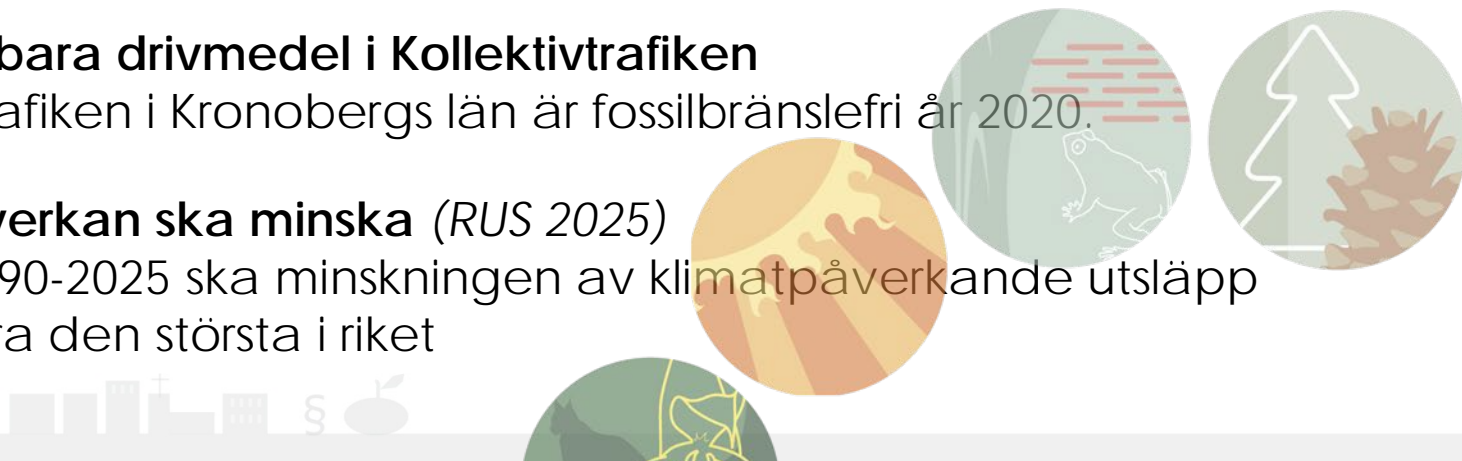 bara drivmedel i Kollektivtrafiken
afiken i Kronobergs län är fossilbränslefri år 2020.
verkan ska minska (RUS 2025)
90-2025 ska minskningen av klimatpåverkande utsläpp
ra den största i riket
§